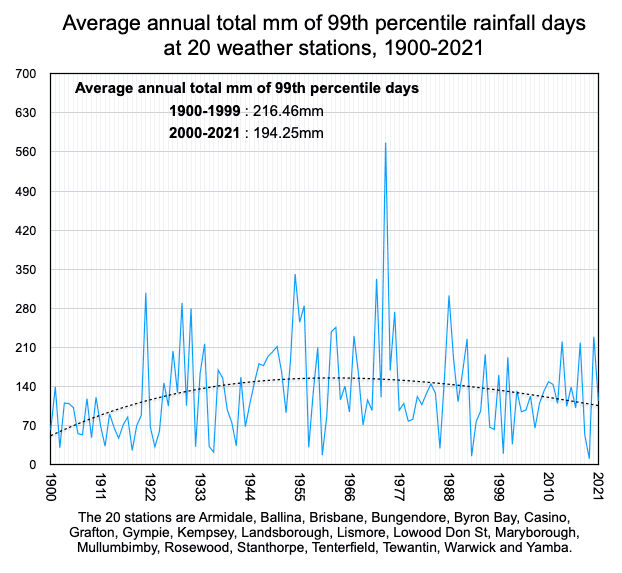 Average annual total mm of 99th percentile rainfall days
at 20 weather stations, 1900-2021
Average annual total mm of 99th percentile days
1900-1999 : 216.46mm
2000-2021 : 194.25mm
700
630
560
490
420
350
280
210
140
70
0
1900
1911
1922
1933
1944
1955
1966
1977
1988
1999
2010
2021
The 20 stations are Armidale, Ballina, Brisbane, Bungendore, Byron Bay, Casino,
Grafton, Gympie, Kempsey, Landsborough, Lismore, Lowood Don St, Maryborough,
Mullumbimby, Rosewood, Stanthorpe, Tenterfield, Tewantin, Warwick and Yamba.